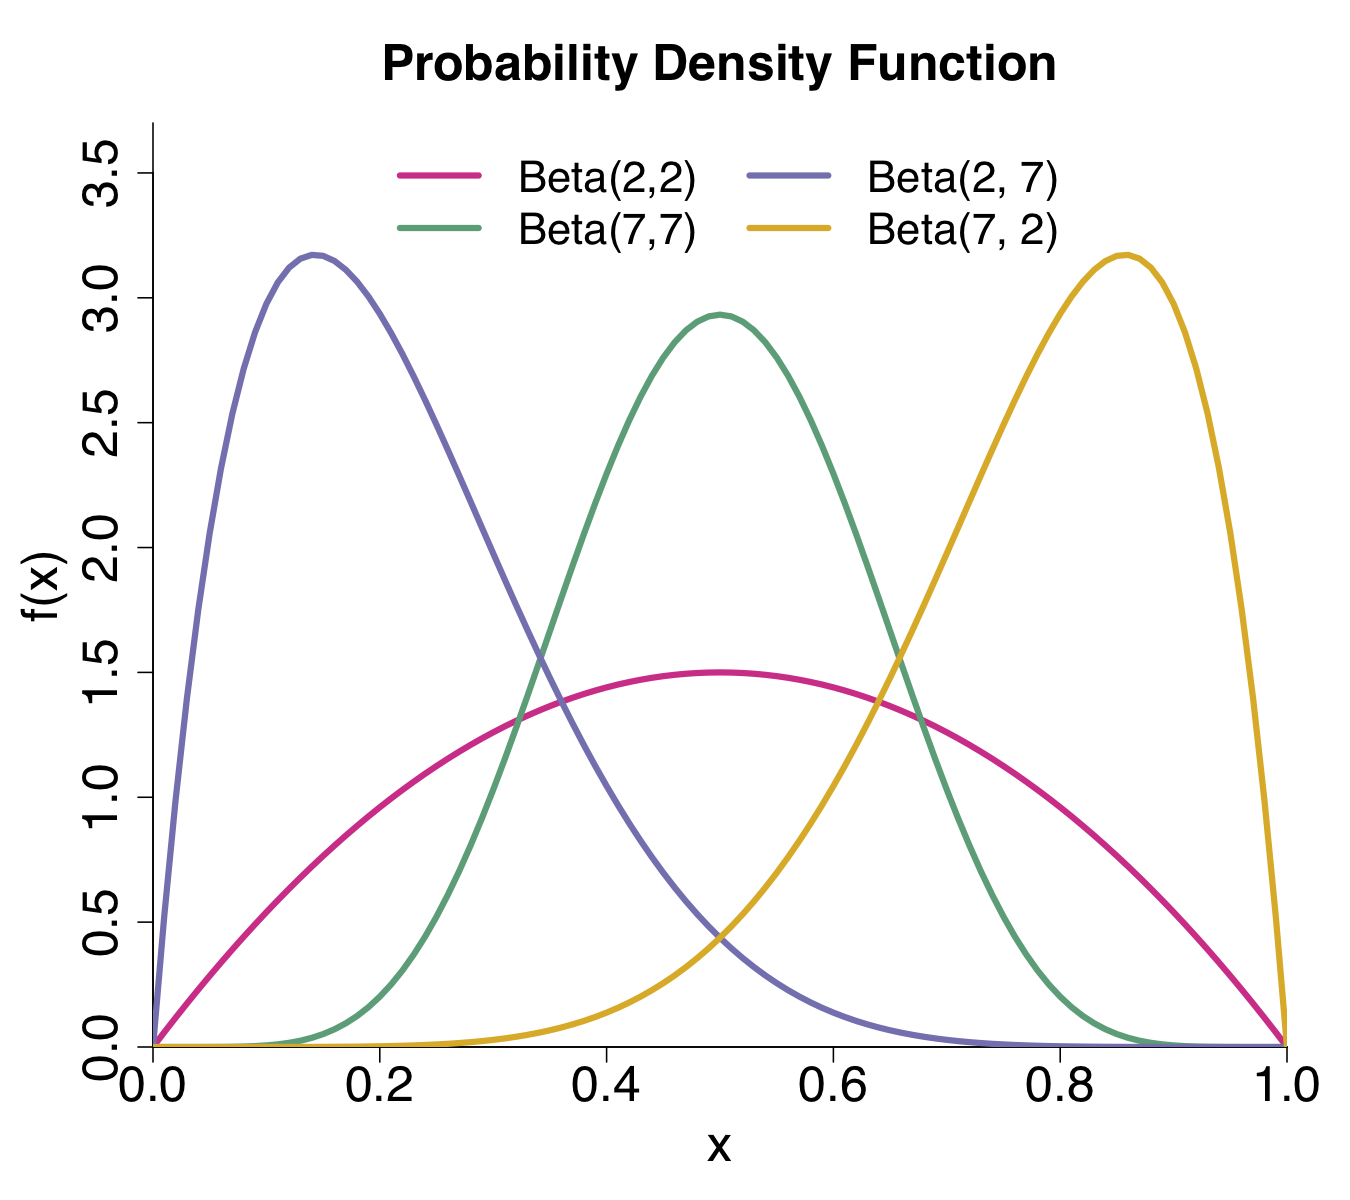 Probability Density Function
Beta(2,2) Beta(2, 7)
Beta(7,7) Beta(7, 2)
f(x)
3.5
3.0
2.5
2.0
1.5
1.0
0.5
0.0
0.0 0.2 0.4 0.6 0.8 1.0
x